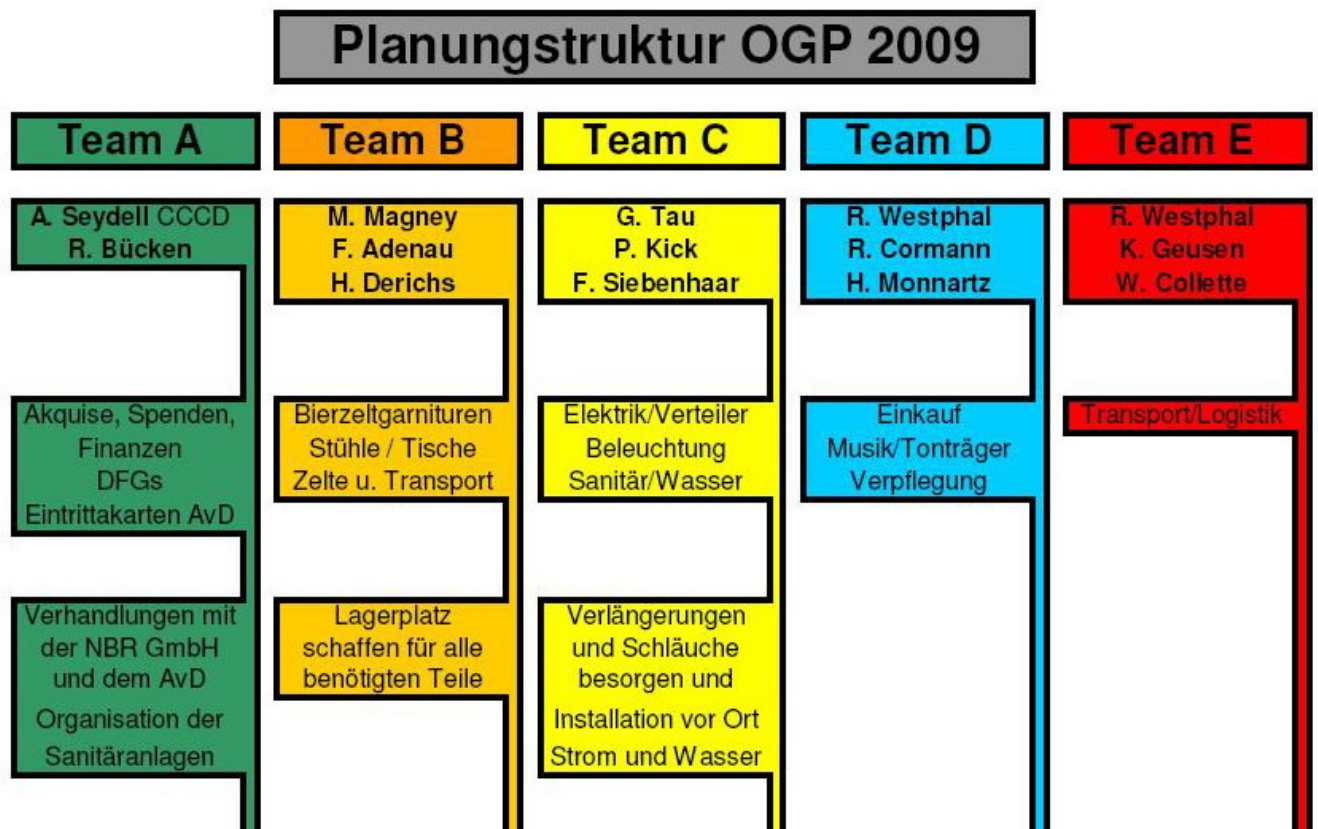 Planungstruktur OGP 2009
Team A
A. Seydell CCCD
R. Bücken
Akquise, Spenden,
Finanzen
DFGs
Eintrittakarten AvD
Verhandlungen mit
der NBR GmbH
und dem AvD
Organisation der
Sanitäranlagen
Team B
M. Magney
F. Adenau
H. Derichs
Bierzeltgarnituren
Stühle / Tische
Zelte u. Transport
Lagerplatz
schaffen für alle
benötigten Teile
Team C
G. Tau
P. Kick
F. Siebenhaar
Elektrik/Verteiler
Beleuchtung
Sanitär/Wasser
Verlängerungen
und Schläuche
besorgen und
Installation vor Ort
Strom und Wasser
Team D
R. Westphal
R. Cormann
H. Monnartz
Einkauf
Musik/Tonträger
Verpflegung
Team E
R. Westphal
K. Geusen
W. Collette
Transport/Logistik